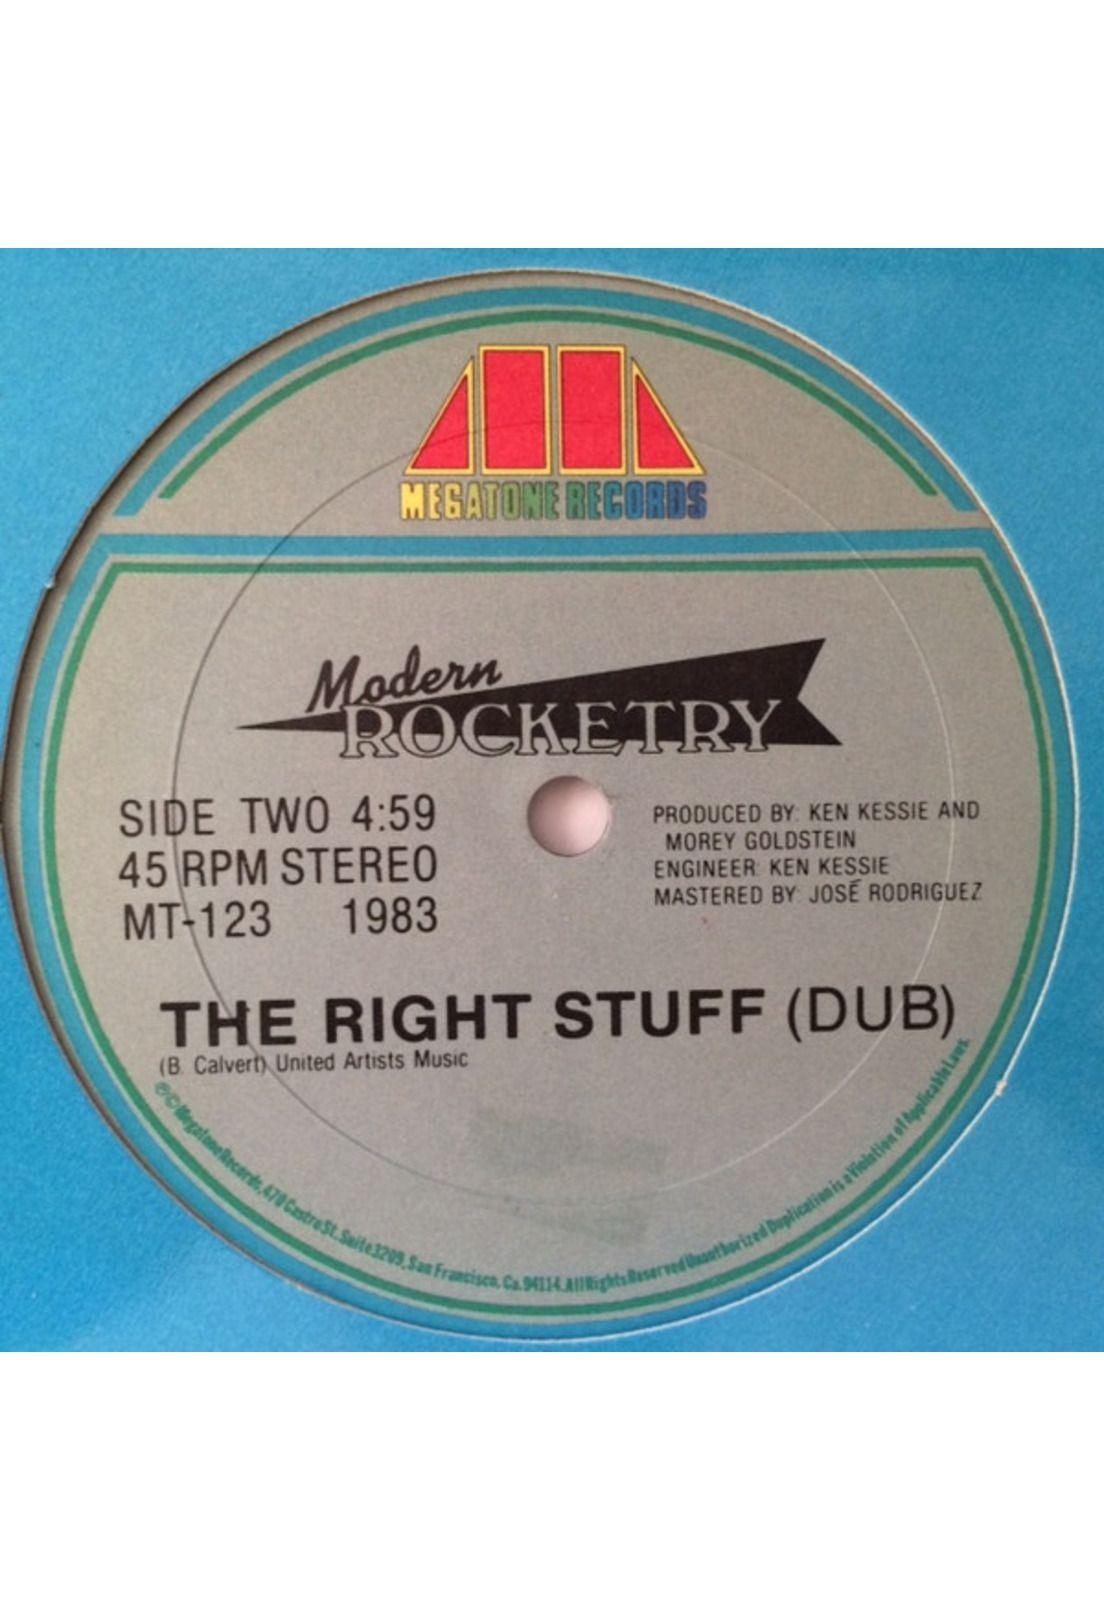 MEGATONE RECORDS
Modern
ROCKETRY
SIDE TWO 4:59
45 RPM STEREO
MT-123 1983
PRODUCED BY: KEN KESSIE AND
MOREY GOLDSTEIN
ENGINEER: KEN KESSIE
MASTERED BY: JOSÉ RODRIGUEZ
THE RIGHT STUFF (DUB)
(B. Calvert) United Artists Music
℗©Megatone Records, 470 Castro St. Suite 3209, San Francisco, Ca. 94114. All Rights Reserved Unauthorized Duplication is a Violation of Applicable Laws.